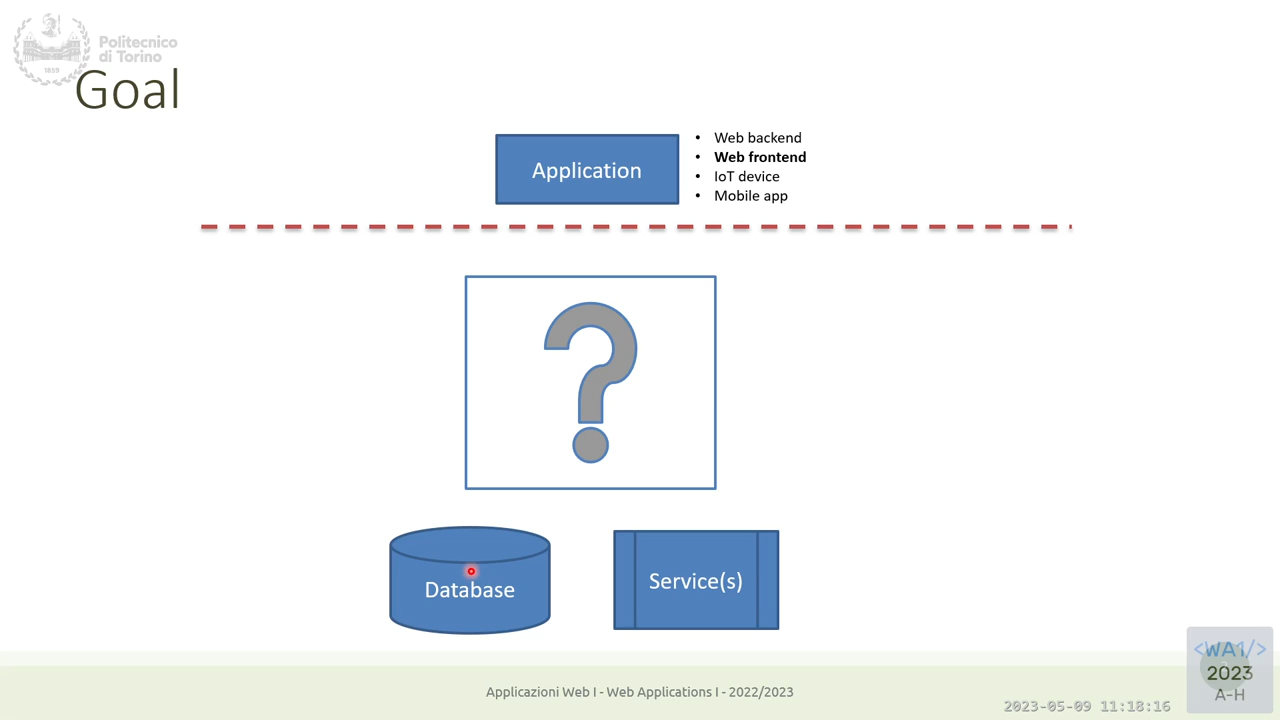 Politecnico
di Torino
1859
Goal
Application
• Web backend
• Web frontend
• IoT device
• Mobile app
?
Database
Service(s)
Applicazioni Web I - Web Applications I - 2022/2023
2023-05-09 11:18:16
<WA1/>
2023
A-H